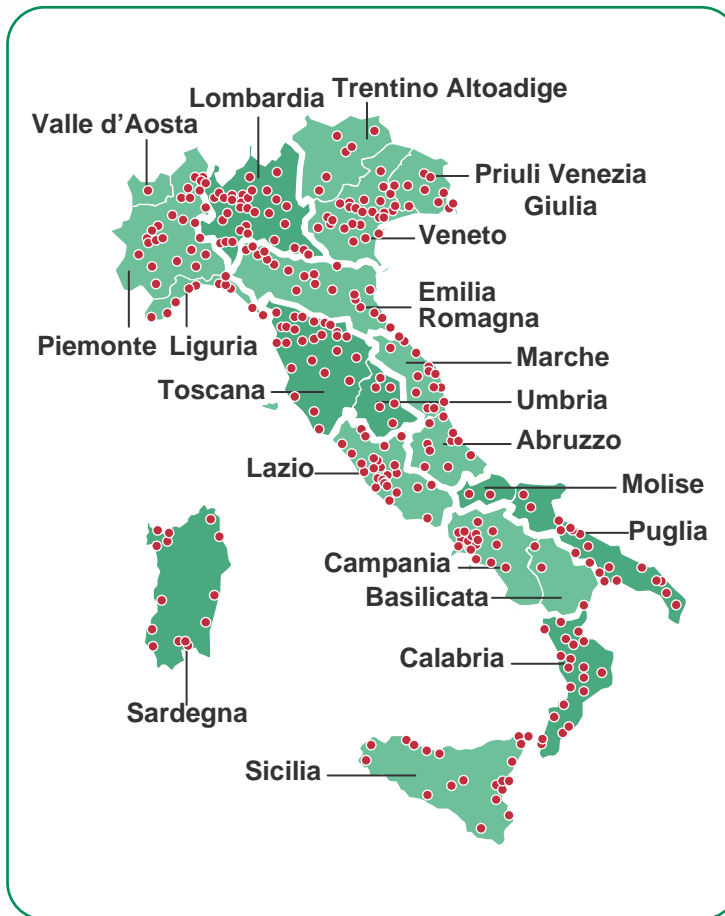 Trentino Altoadige
Lombardia
Valle d’Aosta
Priuli Venezia
Giulia
Veneto
Emilia
Romagna
Piemonte
Liguria
Marche
Toscana
Umbria
Abruzzo
Lazio
Molise
Puglia
Campania
Basilicata
Calabria
Sardegna
Sicilia